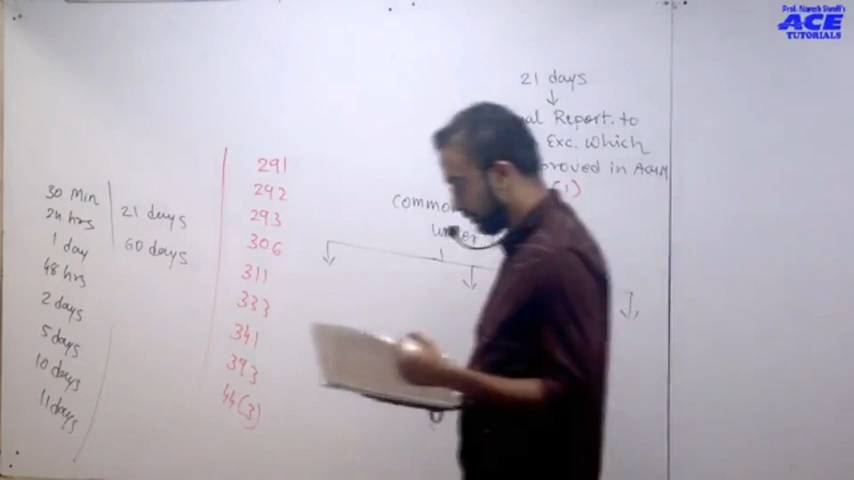 Prof. Naresh Shroff's
ACE
TUTORIALS
21 days
Report. to
Exc. which
in AGM
(1)
30 Min
24 hrs
1 day
48 hrs
2 days
5 days
10 days
11 days
21 days
60 days
291
292
293
306
311
333
341
393
44(3)
under